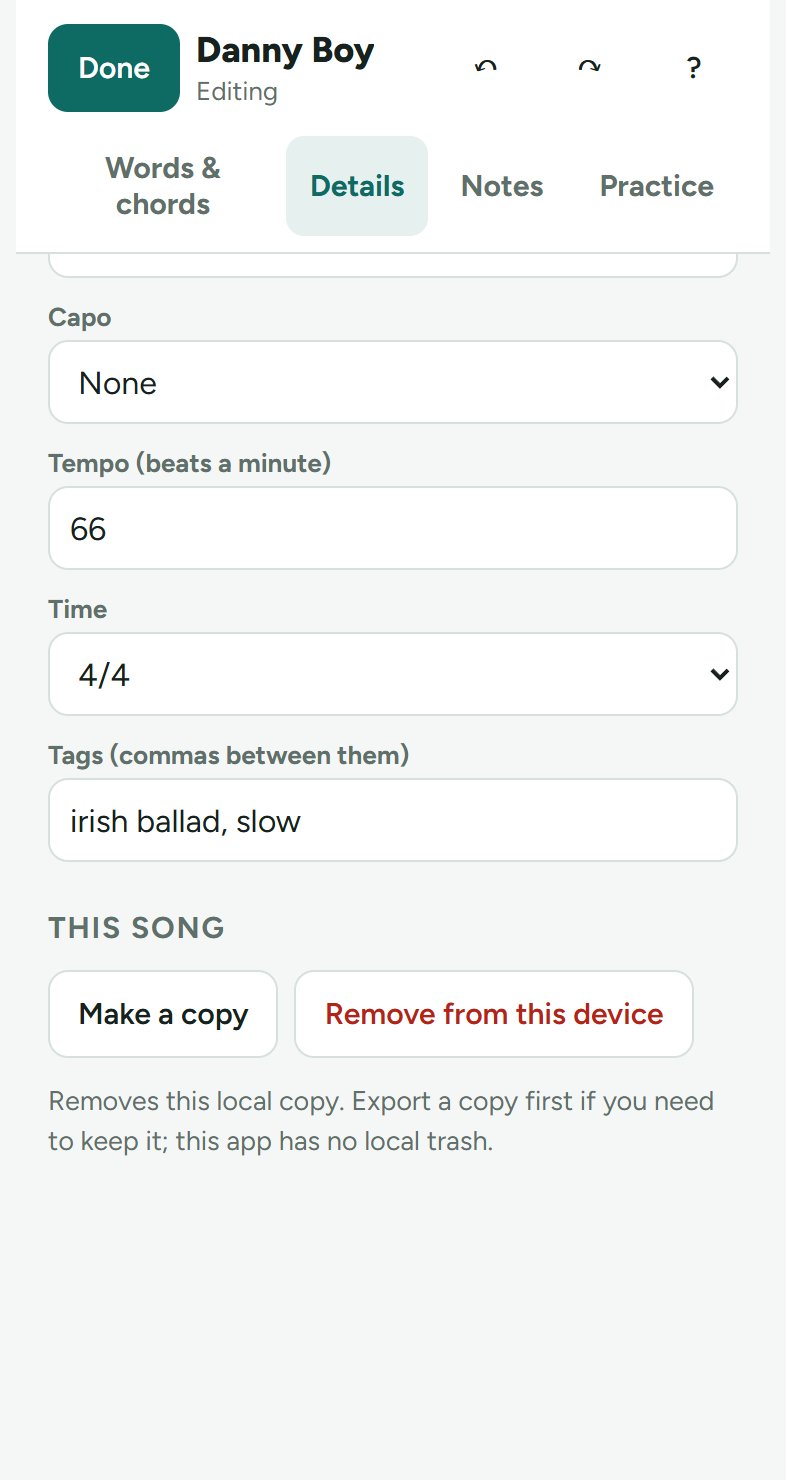 Done
Danny Boy
Editing
?
Words &
chords
Details
Notes
Practice
Capo
None
Tempo (beats a minute)
66
Time
4/4
Tags (commas between them)
irish ballad, slow
THIS SONG
Make a copy
Remove from this device
Removes this local copy. Export a copy first if you need
to keep it; this app has no local trash.